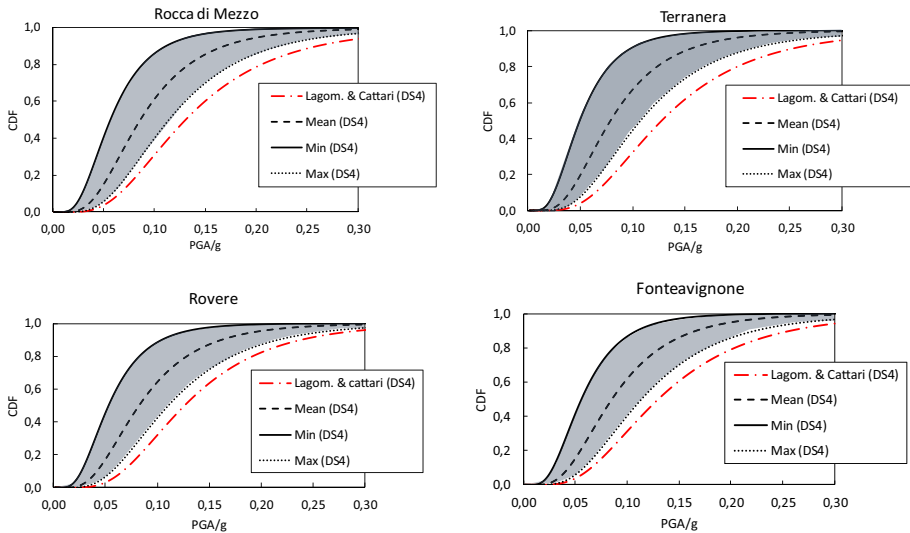 Rocca di Mezzo
CDF
1,0
0,8
0,6
0,4
0,2
0,0
0,00 0,05 0,10 0,15 0,20 0,25 0,30
PGA/g
Lagom. & Cattari (DS4)
Mean (DS4)
Min (DS4)
Max (DS4)
Terranera
CDF
1,0
0,8
0,6
0,4
0,2
0,0
0,00 0,05 0,10 0,15 0,20 0,25 0,30
PGA/g
Lagom. & Cattari (DS4)
Mean (DS4)
Min (DS4)
Max (DS4)
Rovere
CDF
1,0
0,8
0,6
0,4
0,2
0,0
0,00 0,05 0,10 0,15 0,20 0,25 0,30
PGA/g
Lagom. & cattari (DS4)
Mean (DS4)
Min (DS4)
Max (DS4)
Fonteavignone
CDF
1,0
0,8
0,6
0,4
0,2
0,0
0,00 0,05 0,10 0,15 0,20 0,25 0,30
PGA/g
Lagom. & Cattari (DS4)
Mean (DS4)
Min (DS4)
Max (DS4)